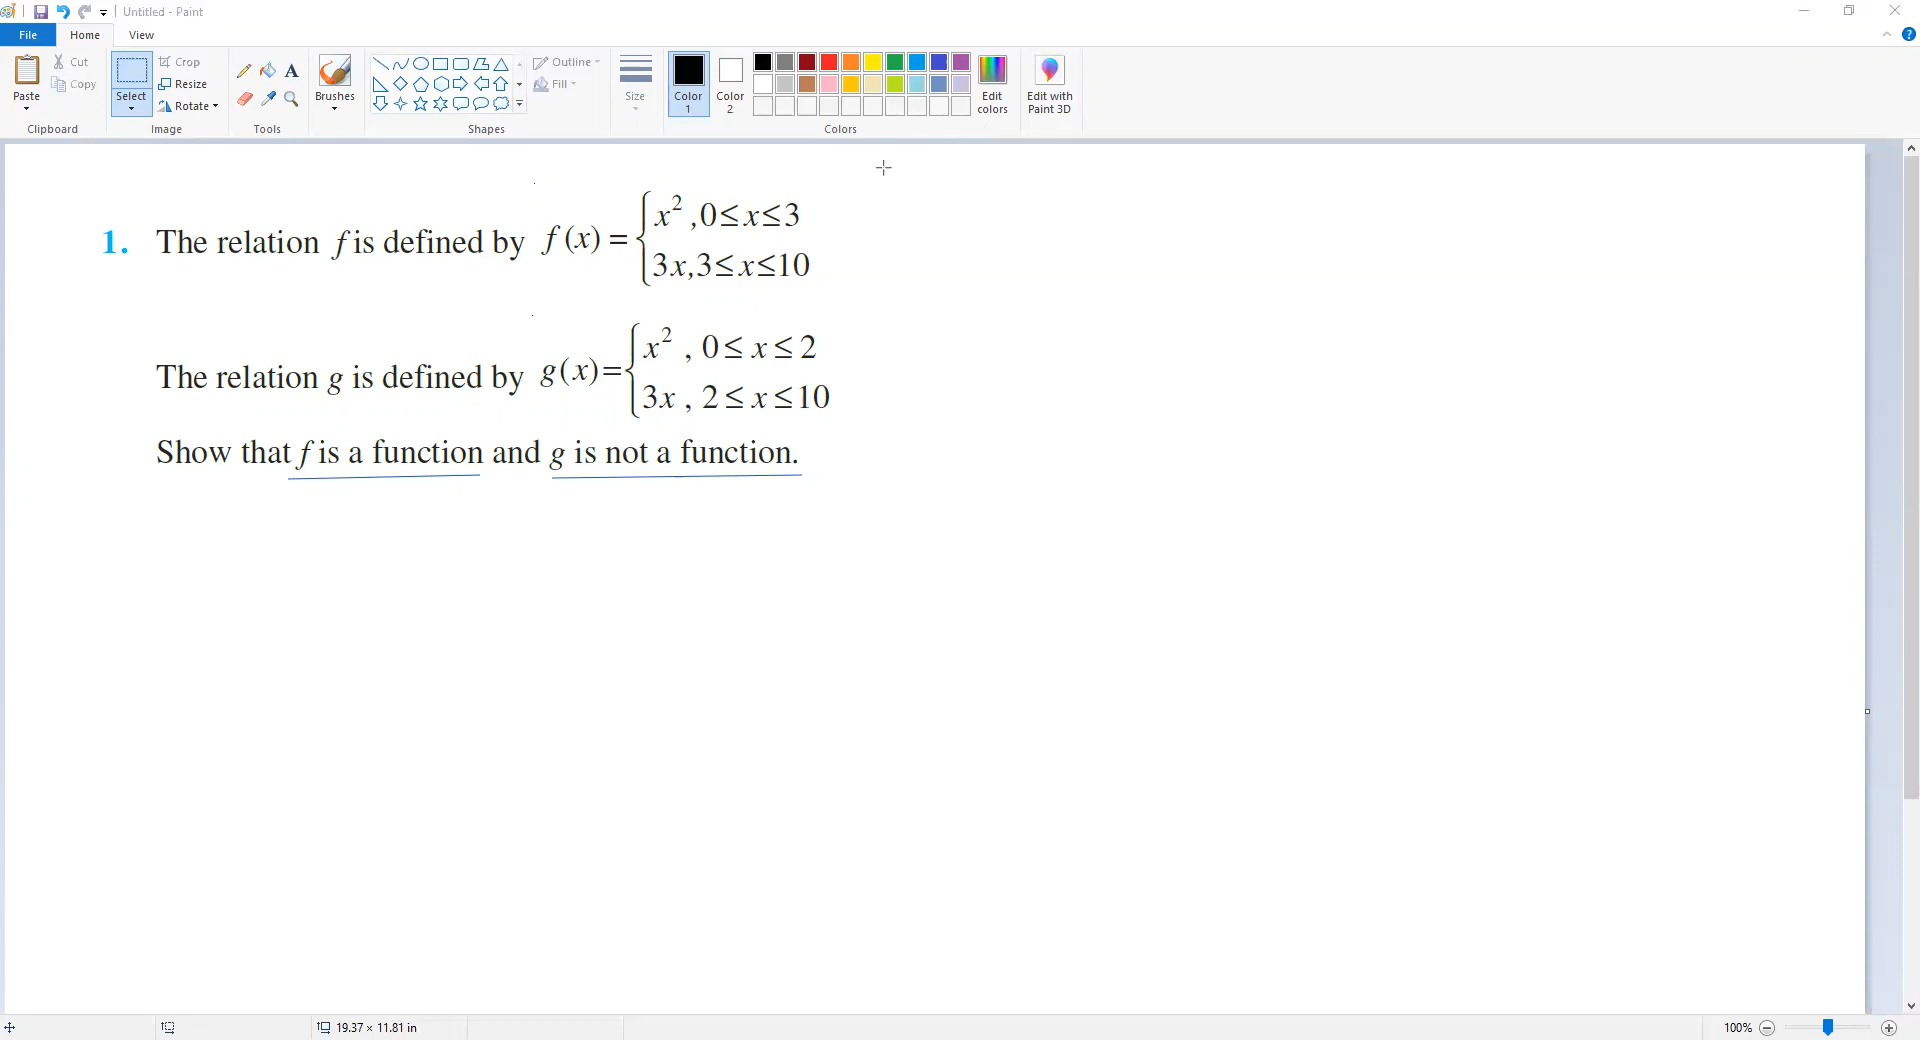 Untitled - Paint
File Home View
Paste Cut Copy Clipboard
Select Crop Resize Rotate Image
A Tools
Brushes
Shapes Outline Fill
Size
Color 1 Color 2 Edit colors Colors
Edit with Paint 3D
1. The relation f is defined by f(x) = { x², 0 ≤ x ≤ 3
3x, 3 ≤ x ≤ 10
The relation g is defined by g(x) = { x², 0 ≤ x ≤ 2
3x, 2 ≤ x ≤ 10
Show that f is a function and g is not a function.
19.37 × 11.81 in 100%